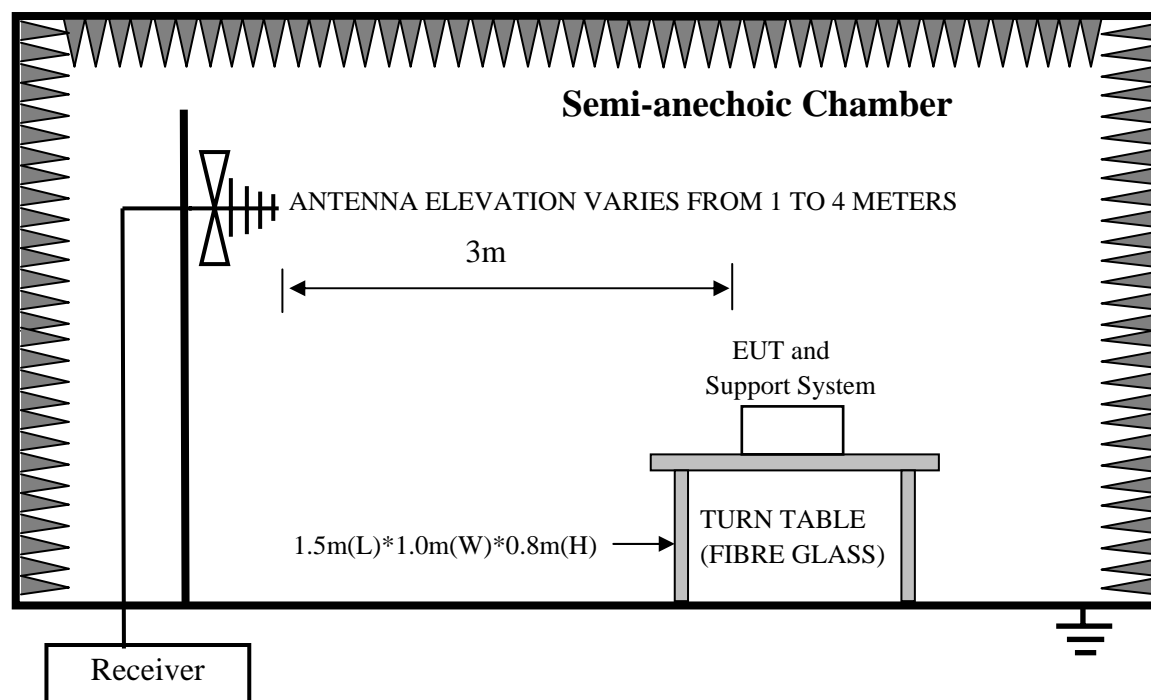 Semi-anechoic Chamber
ANTENNA ELEVATION VARIES FROM 1 TO 4 METERS
3m
EUT and
Support System
1.5m(L)*1.0m(W)*0.8m(H)
TURN TABLE
(FIBRE GLASS)
Receiver